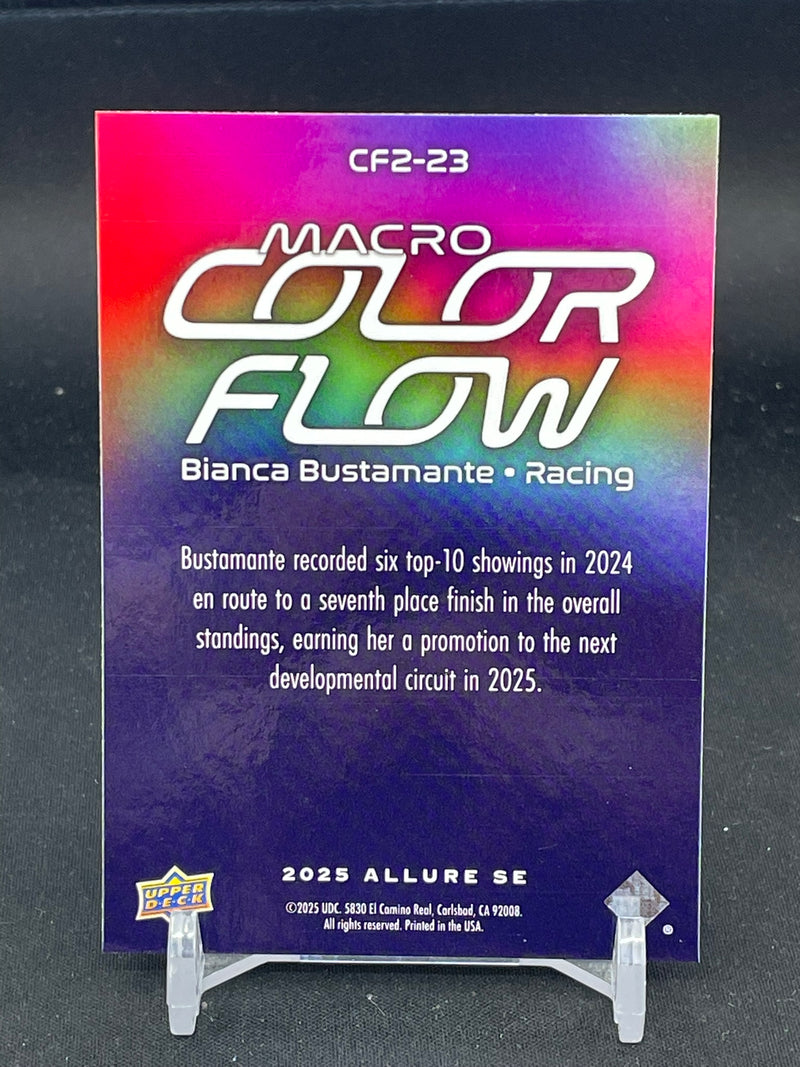 CF2-23
MACRO
COLOR
FLOW
Bianca Bustamante • Racing
Bustamante recorded six top-10 showings in 2024
en route to a seventh place finish in the overall
standings, earning her a promotion to the next
developmental circuit in 2025.
2025 ALLURE SE
UPPER
D·E·C·K
©2025 UDC. 5830 El Camino Real, Carlsbad, CA 92008.
All rights reserved. Printed in the USA.
®